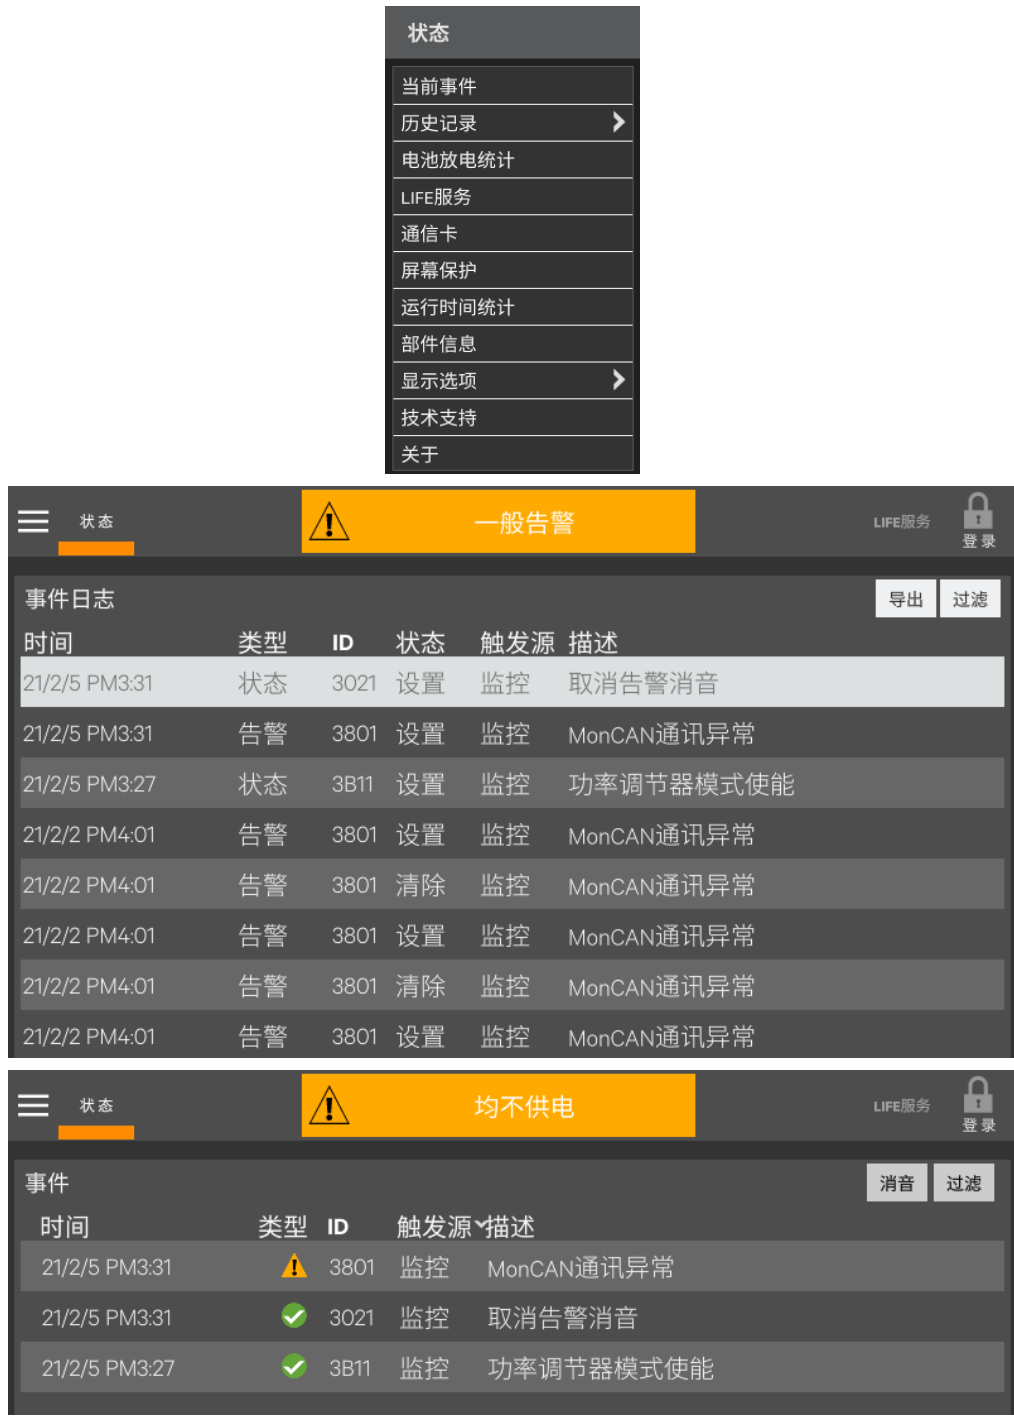 状态
当前事件
历史记录
电池放电统计
LIFE服务
通信卡
屏幕保护
运行时间统计
部件信息
显示选项
技术支持
关于
状态 一般告警 LIFE服务 登录
事件日志 导出 过滤
时间 类型 ID 状态 触发源 描述
21/2/5 PM3:31 状态 3021 设置 监控 取消告警消音
21/2/5 PM3:31 告警 3801 设置 监控 MonCAN通讯异常
21/2/5 PM3:27 状态 3B11 设置 监控 功率调节器模式使能
21/2/2 PM4:01 告警 3801 设置 监控 MonCAN通讯异常
21/2/2 PM4:01 告警 3801 清除 监控 MonCAN通讯异常
21/2/2 PM4:01 告警 3801 设置 监控 MonCAN通讯异常
21/2/2 PM4:01 告警 3801 清除 监控 MonCAN通讯异常
21/2/2 PM4:01 告警 3801 设置 监控 MonCAN通讯异常
状态 均不供电 LIFE服务 登录
事件 消音 过滤
时间 类型 ID 触发源 描述
21/2/5 PM3:31 3801 监控 MonCAN通讯异常
21/2/5 PM3:31 3021 监控 取消告警消音
21/2/5 PM3:27 3B11 监控 功率调节器模式使能